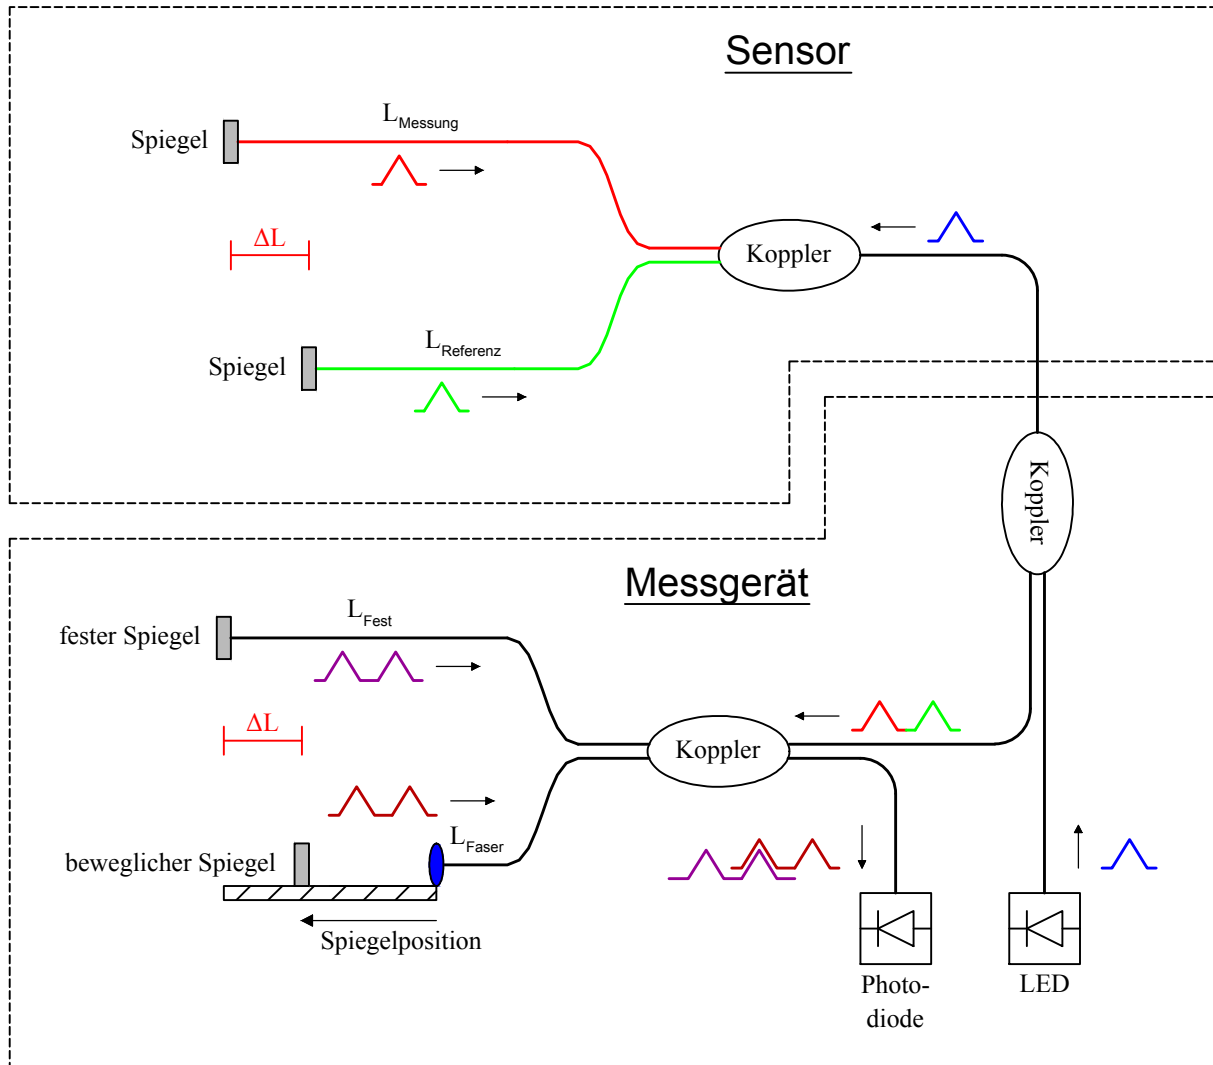 Sensor
L_Messung
Spiegel
ΔL
Koppler
L_Referenz
Spiegel
Koppler
Messgerät
L_Fest
fester Spiegel
ΔL
Koppler
L_Faser
beweglicher Spiegel
Spiegelposition
Photo-
diode
LED